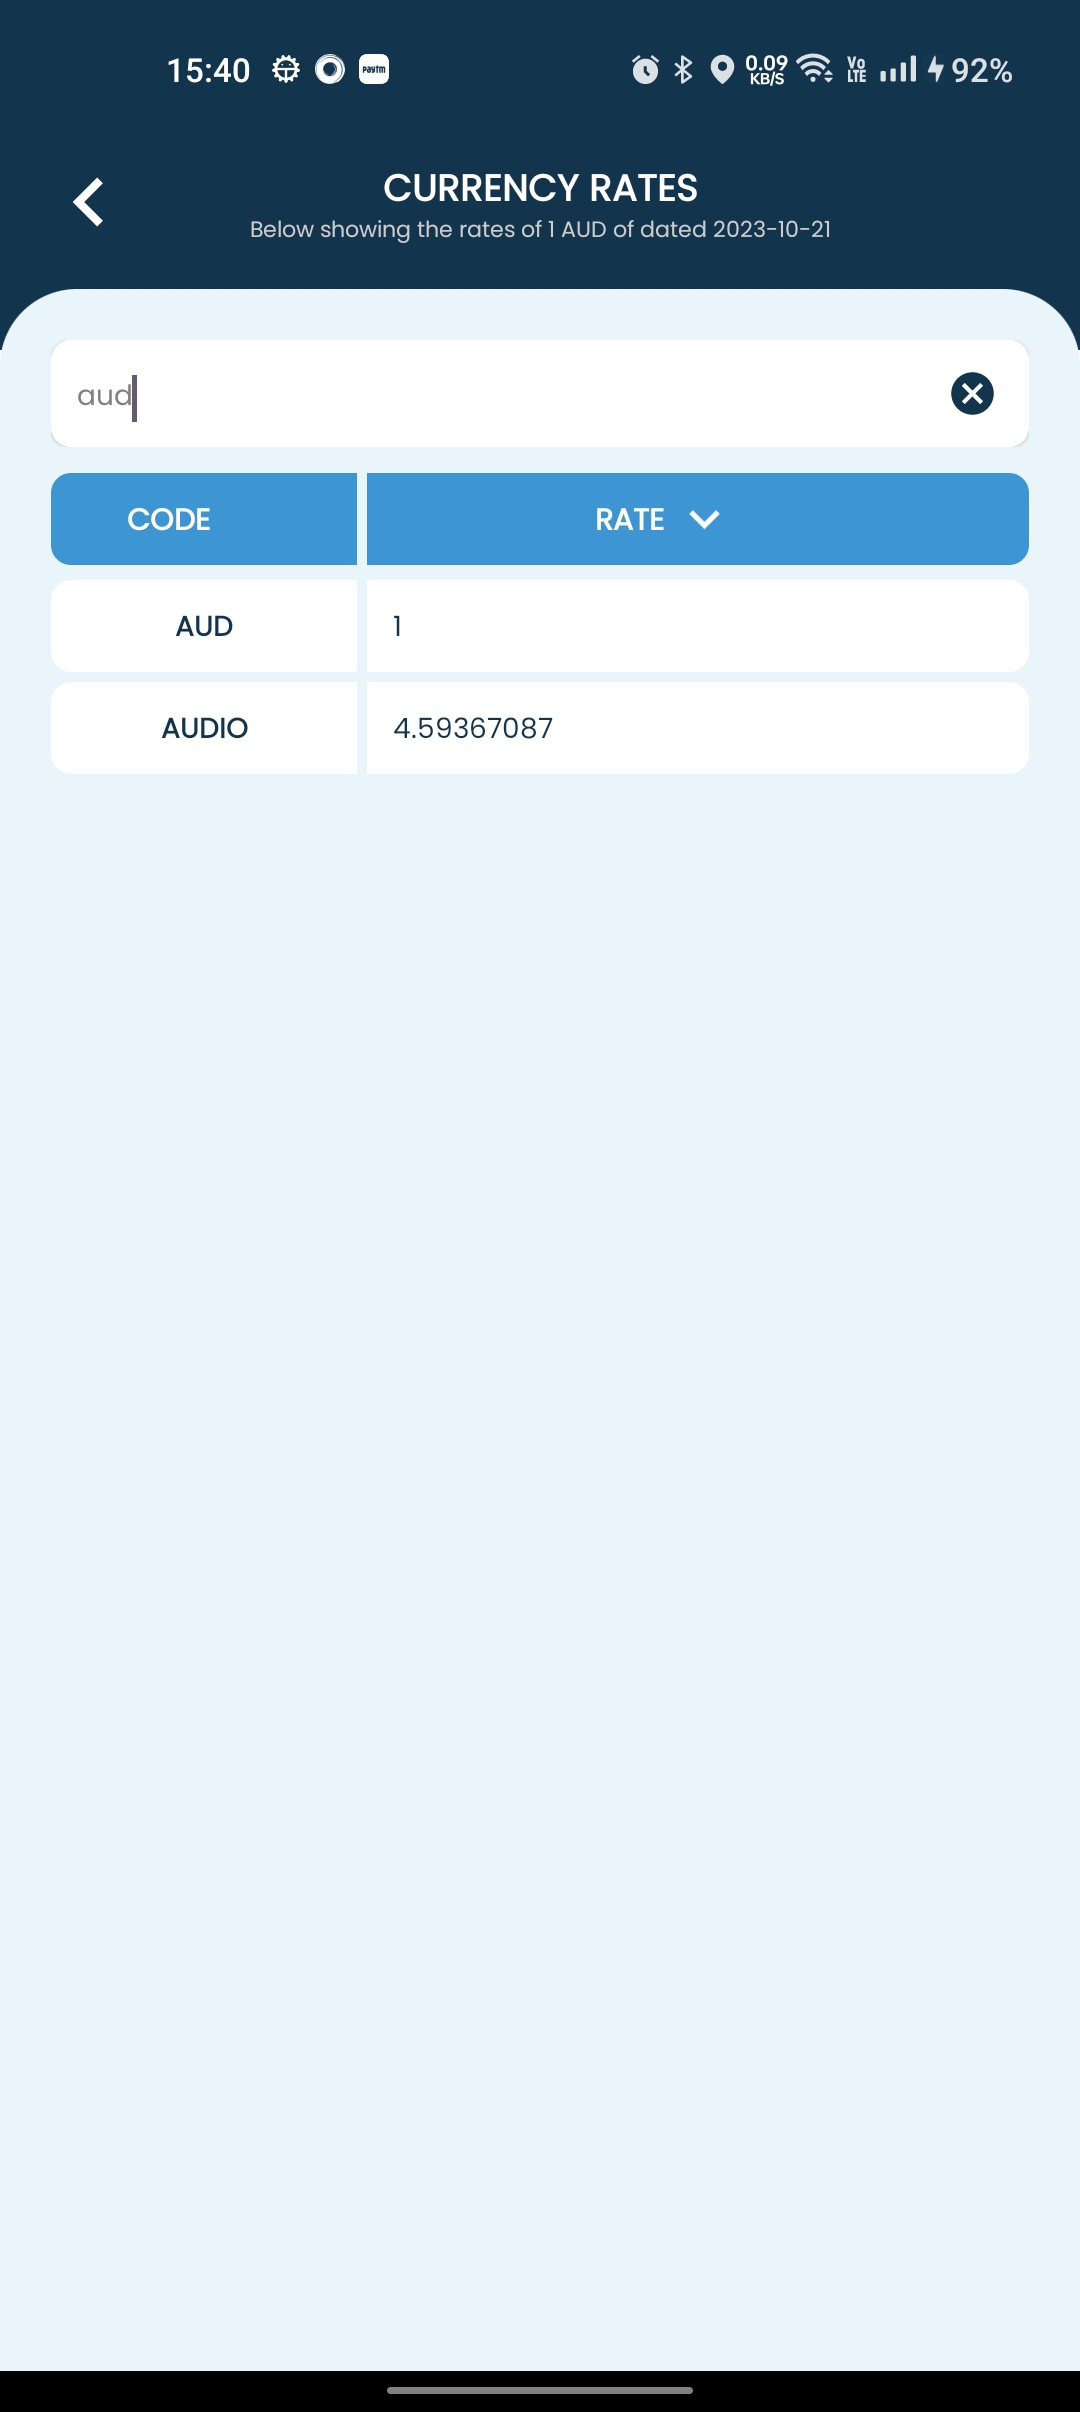 15:40 paytm 0.09 KB/S Vo LTE 92%
CURRENCY RATES
Below showing the rates of 1 AUD of dated 2023-10-21
aud
CODE RATE
AUD 1
AUDIO 4.59367087